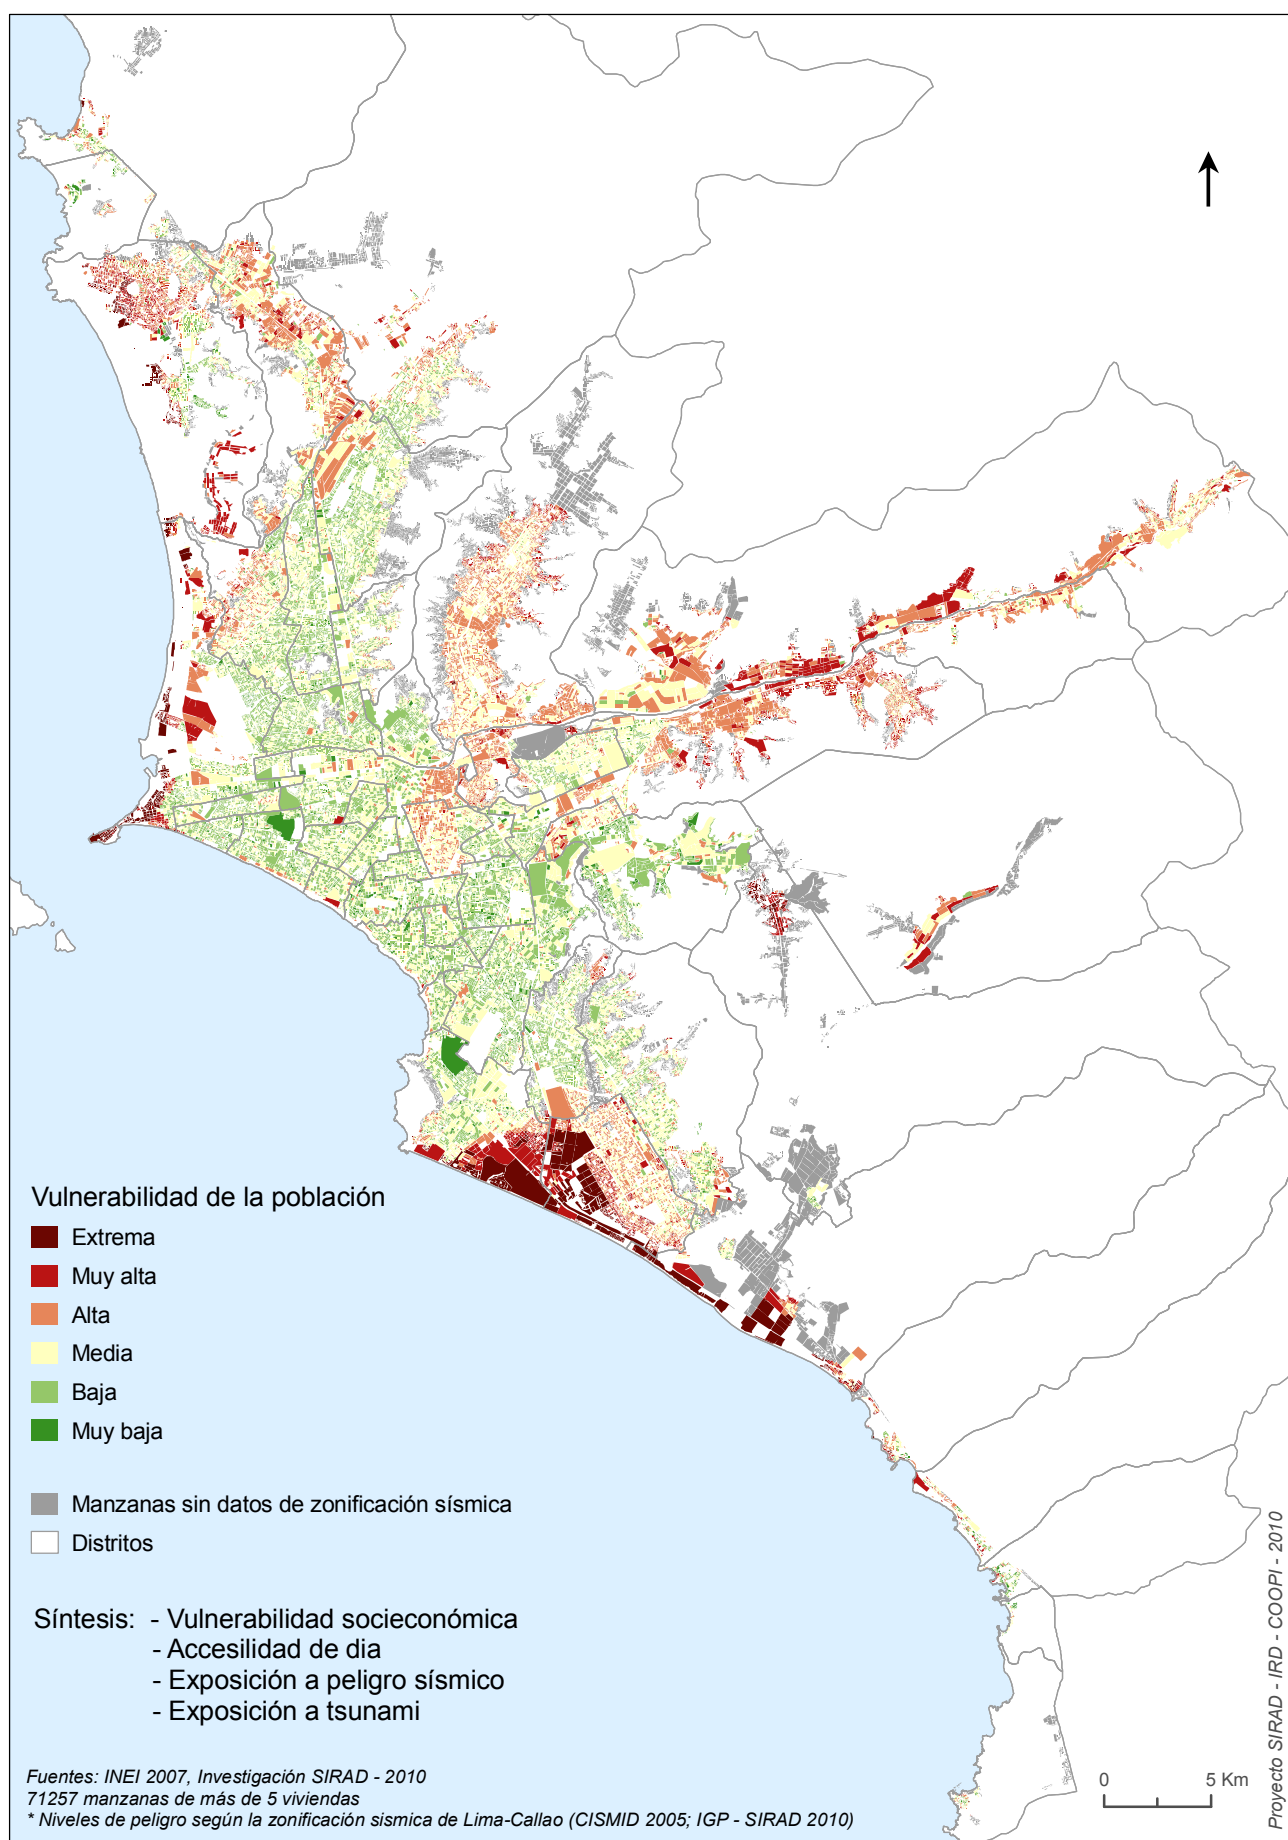 Vulnerabilidad de la población
Extrema
Muy alta
Alta
Media
Baja
Muy baja
Manzanas sin datos de zonificación sísmica
Distritos
Síntesis: - Vulnerabilidad socieconómica
- Accesilidad de dia
- Exposición a peligro sísmico
- Exposición a tsunami
Fuentes: INEI 2007, Investigación SIRAD - 2010
71257 manzanas de más de 5 viviendas
* Niveles de peligro según la zonificación sismica de Lima-Callao (CISMID 2005; IGP - SIRAD 2010)
0 5 Km
Proyecto SIRAD - IRD - COOPI - 2010